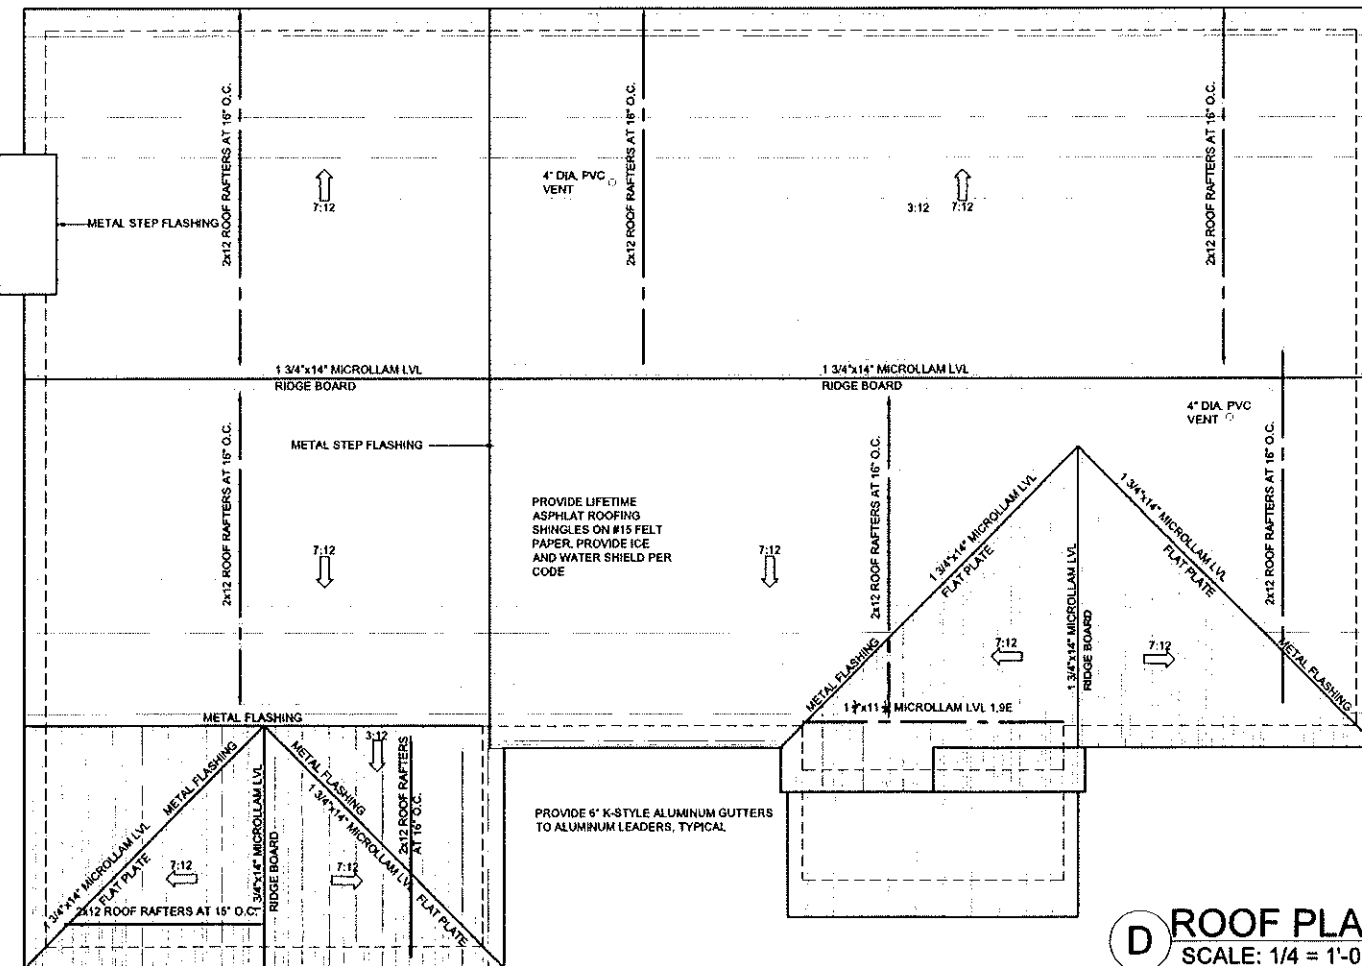 2x12 ROOF RAFTERS AT 16" O.C.
2x12 ROOF RAFTERS AT 16" O.C.
2x12 ROOF RAFTERS AT 16" O.C.
4" DIA. PVC
VENT
7:12
3:12 7:12
METAL STEP FLASHING
1 3/4"x14" MICROLLAM LVL
RIDGE BOARD
1 3/4"x14" MICROLLAM LVL
RIDGE BOARD
4" DIA. PVC
VENT
METAL STEP FLASHING
2x12 ROOF RAFTERS AT 16" O.C.
2x12 ROOF RAFTERS AT 16" O.C.
2x12 ROOF RAFTERS AT 16" O.C.
PROVIDE LIFETIME
ASPHLAT ROOFING
SHINGLES ON #15 FELT
PAPER. PROVIDE ICE
AND WATER SHIELD PER
CODE
7:12
7:12
1 3/4"x14" MICROLLAM LVL
FLAT PLATE
1 3/4"x14" MICROLLAM LVL
FLAT PLATE
1 3/4"x14" MICROLLAM LVL
RIDGE BOARD
7:12
7:12
METAL FLASHING
METAL FLASHING
MICROLLAM LVL 1.9E
METAL FLASHING
METAL FLASHING
METAL FLASHING
3:12
2x12 ROOF RAFTERS
AT 16" O.C.
1 3/4"x14" MICROLLAM LVL
FLAT PLATE
3/4"x14" MICROLLAM LVL
RIDGE BOARD
1 3/4"x14" MICROLLAM LVL FLAT PLATE
7:12
7:12
2x12 ROOF RAFTERS AT 16" O.C.
PROVIDE 6" K-STYLE ALUMINUM GUTTERS
TO ALUMINUM LEADERS, TYPICAL
D ROOF PLA
SCALE: 1/4 = 1'-0